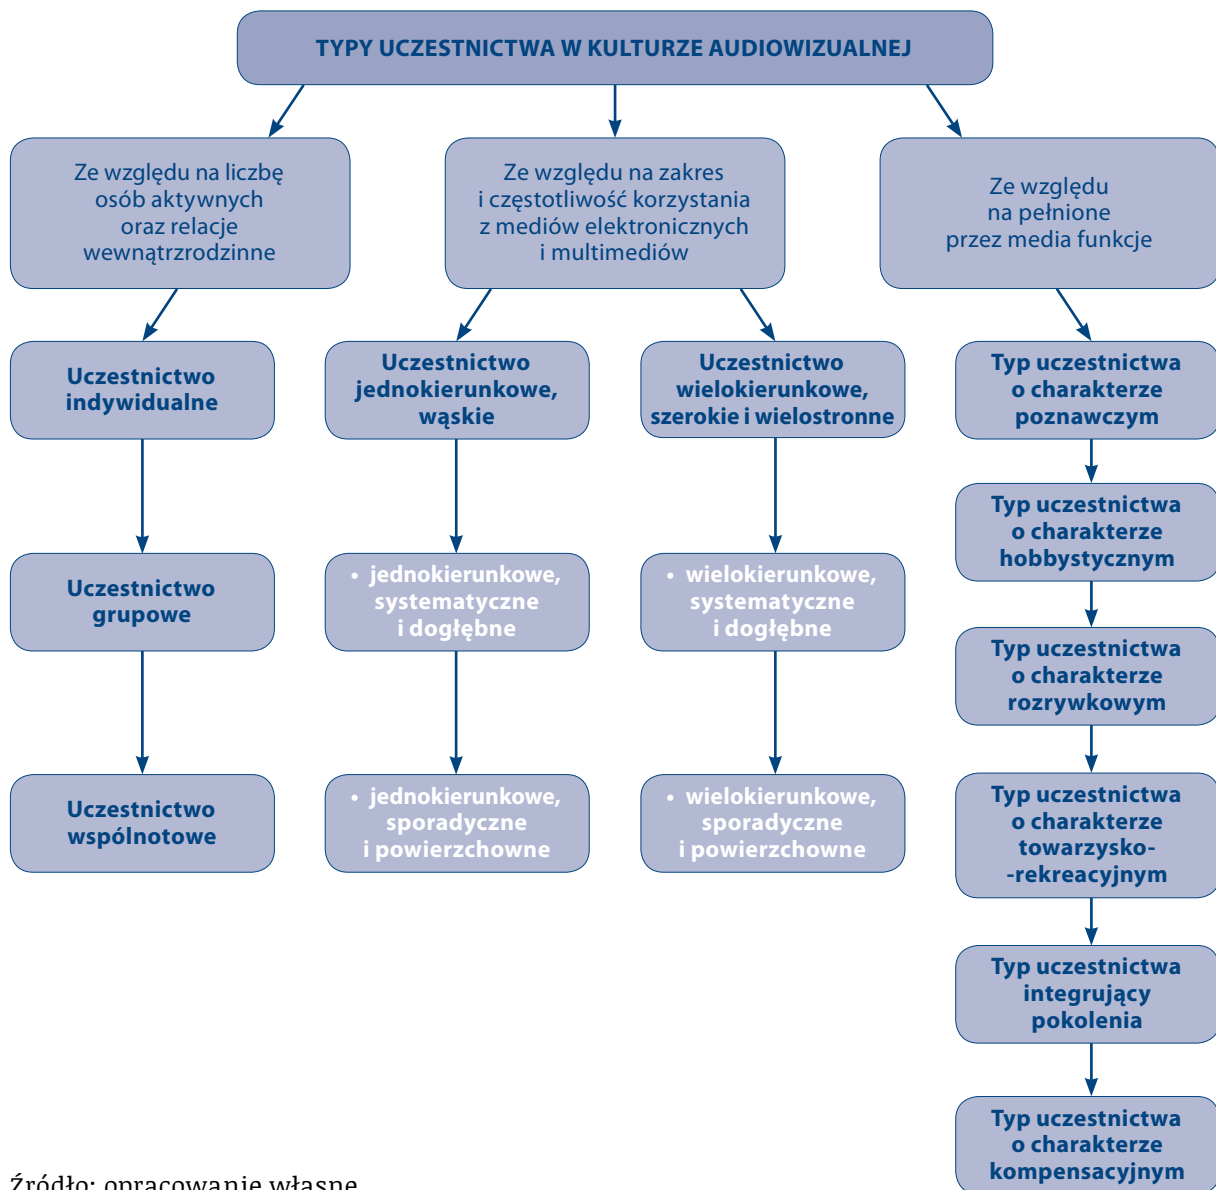 TYPY UCZESTNICTWA W KULTURZE AUDIOWIZUALNEJ
Ze względu na liczbę
osób aktywnych
oraz relacje
wewnątrzrodzinne
Ze względu na zakres
i częstotliwość korzystania
z mediów elektronicznych
i multimediów
Ze względu
na pełnione
przez media funkcje
Uczestnictwo
indywidualne
Uczestnictwo
grupowe
Uczestnictwo
wspólnotowe
Uczestnictwo
jednokierunkowe,
wąskie
• jednokierunkowe,
systematyczne
i dogłębne
• jednokierunkowe,
sporadyczne
i powierzchowne
Uczestnictwo
wielokierunkowe,
szerokie i wielostronne
• wielokierunkowe,
systematyczne
i dogłębne
• wielokierunkowe,
sporadyczne
i powierzchowne
Typ uczestnictwa
o charakterze
poznawczym
Typ uczestnictwa
o charakterze
hobbystycznym
Typ uczestnictwa
o charakterze
rozrywkowym
Typ uczestnictwa
o charakterze
towarzysko-
-rekreacyjnym
Typ uczestnictwa
integrujący
pokolenia
Typ uczestnictwa
o charakterze
kompensacyjnym
Źródło: opracowanie własne